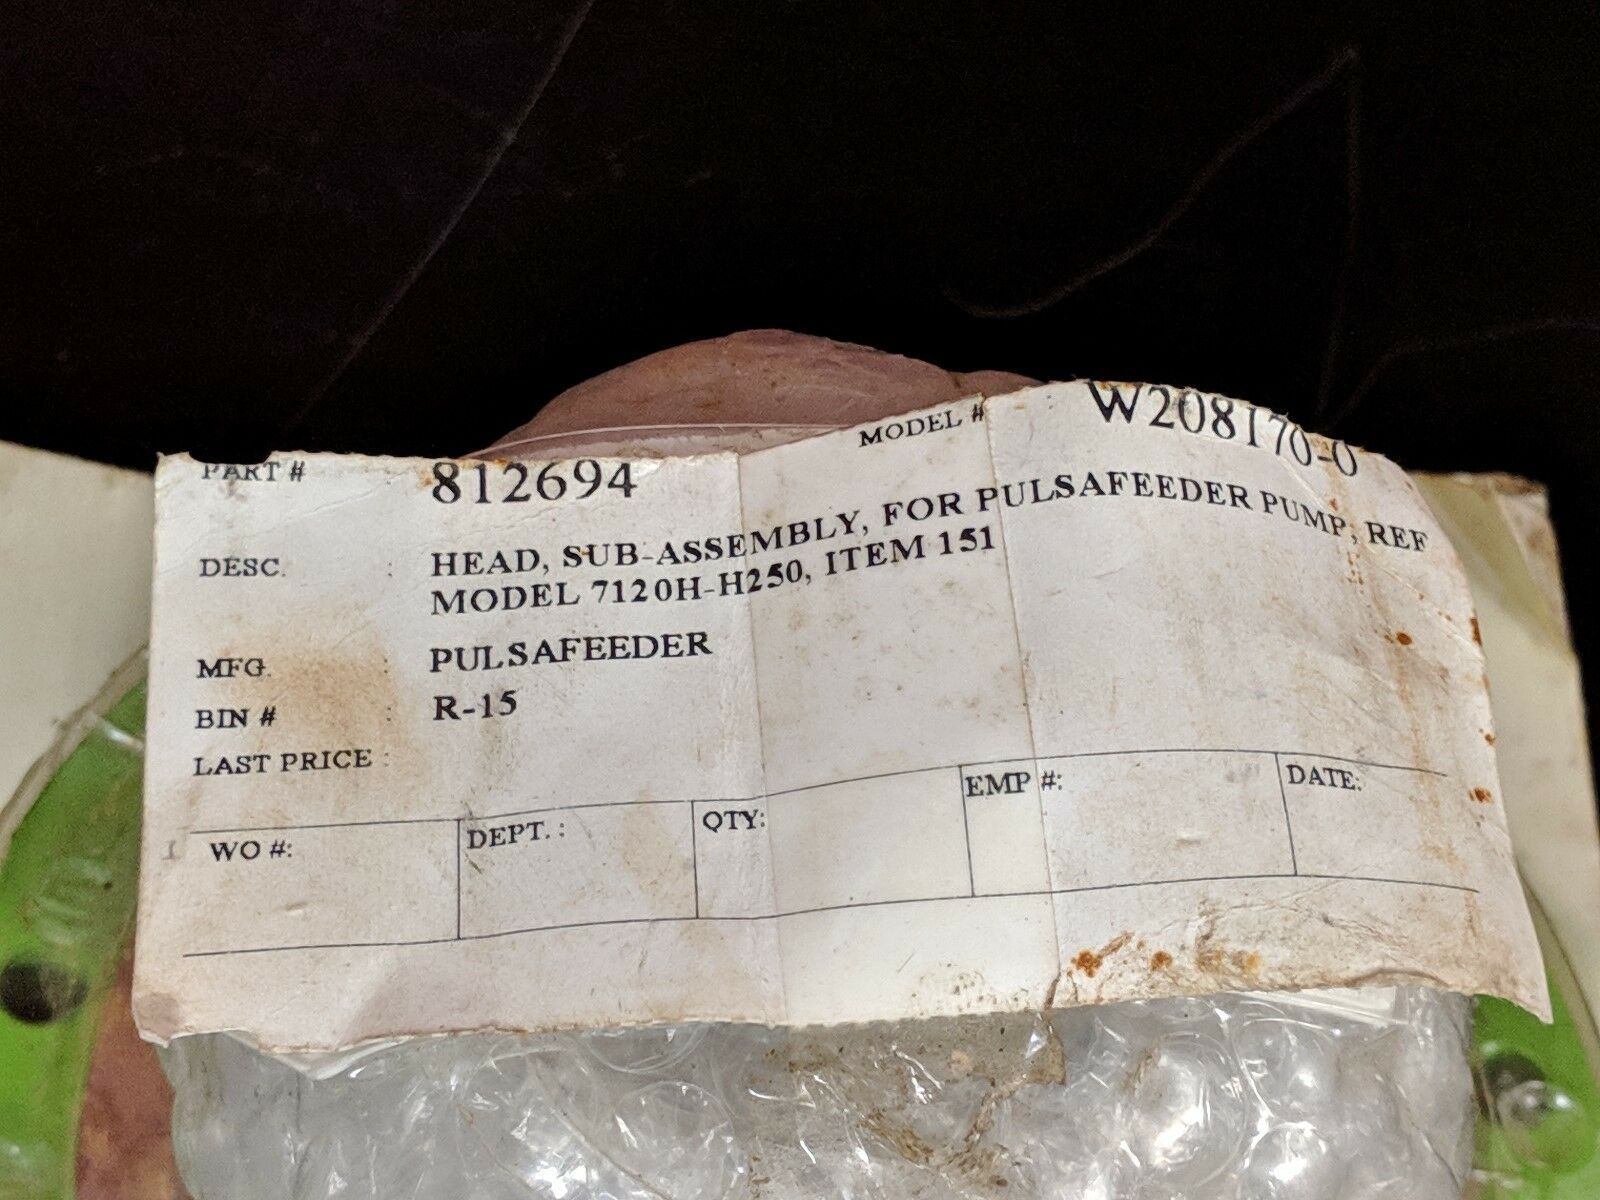 PART # 812694 MODEL # : W208170-0
DESC. : HEAD, SUB-ASSEMBLY, FOR PULSAFEEDER PUMP, REF
MODEL 7120H-H250, ITEM 151
MFG. : PULSAFEEDER
BIN # : R-15
LAST PRICE :
WO #: DEPT. : QTY: EMP #: DATE: